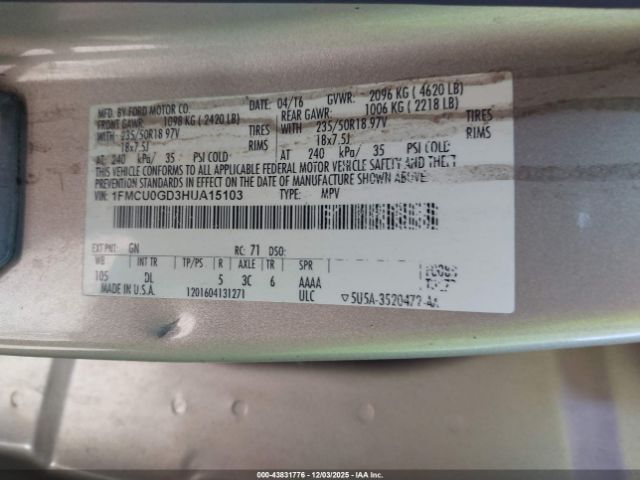 MFD. BY FORD MOTOR CO. DATE: 04/16 GVWR: 2096 KG ( 4620 LB)
FRONT GAWR: 1098 KG ( 2420 LB) REAR GAWR: 1006 KG ( 2218 LB)
WITH 235/50R18 97V TIRES WITH 235/50R18 97V TIRES
18x7.5J RIMS 18x7.5J RIMS
AT 240 kPa/ 35 PSI COLD AT 240 kPa/ 35 PSI COLD
THIS VEHICLE CONFORMS TO ALL APPLICABLE FEDERAL MOTOR VEHICLE SAFETY AND THEFT
PREVENTION STANDARDS IN EFFECT ON THE DATE OF MANUFACTURE SHOWN ABOVE.
VIN: 1FMCU0GD3HUA15103 TYPE: MPV
EXT PNT: GN RC: 71 DSO:
WB INT TR TP/PS R AXLE TR SPR
105 DL 5 3C 6 AAAA
MADE IN U.S.A. 1201604131271 ULC 5U5A-3520472-AA
000-43831776 - 12/03/2025 - IAAI.COM